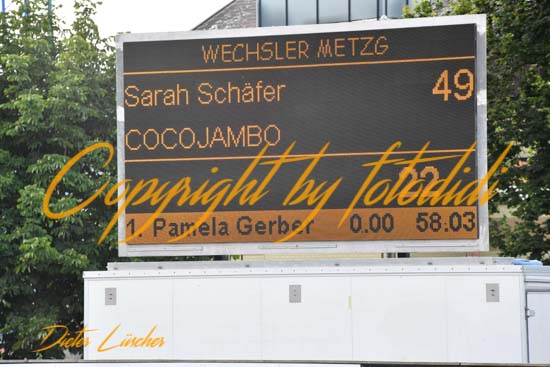 WECHSLER METZG
Sarah Schäfer 49
COCOJAMBO
Copyright by fotodidi
1. Pamela Gerber 0.00 58.03
Dieter Lüscher